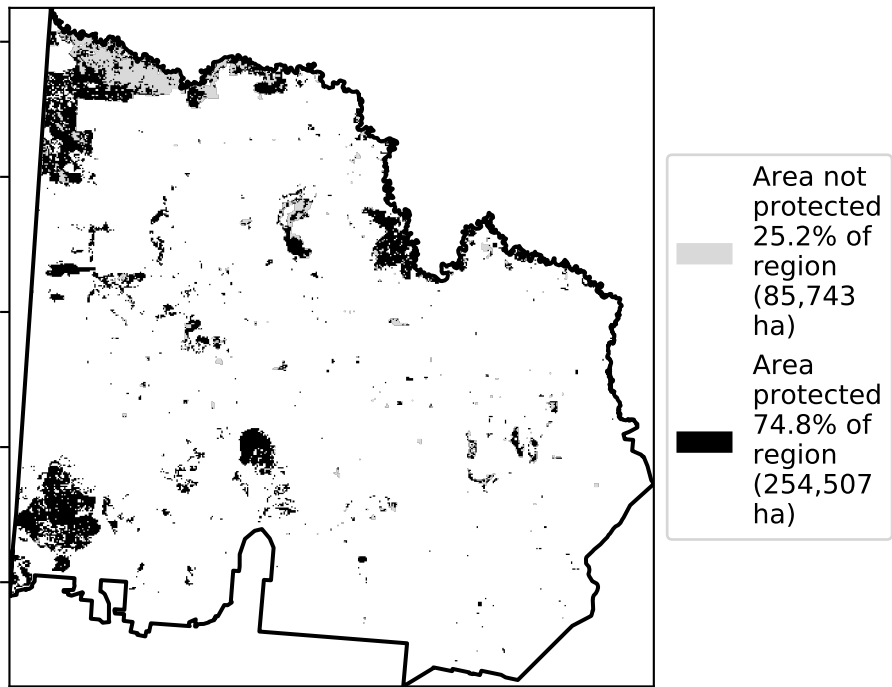 Area not
protected
25.2% of
region
(85,743
ha)
Area
protected
74.8% of
region
(254,507
ha)